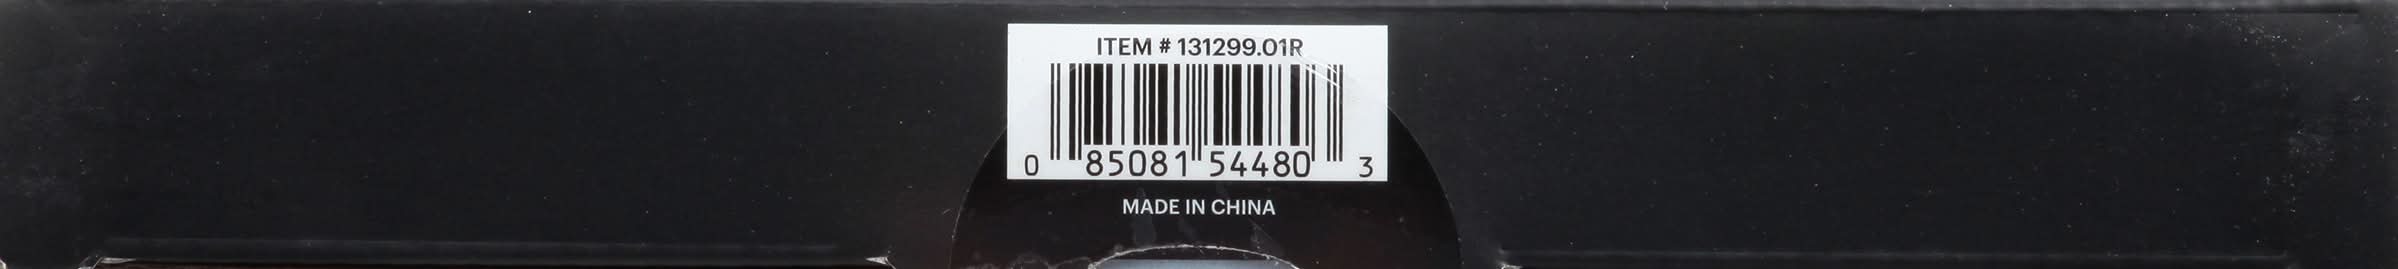 ITEM # 131299.01R
0 85081 54480 3
MADE IN CHINA